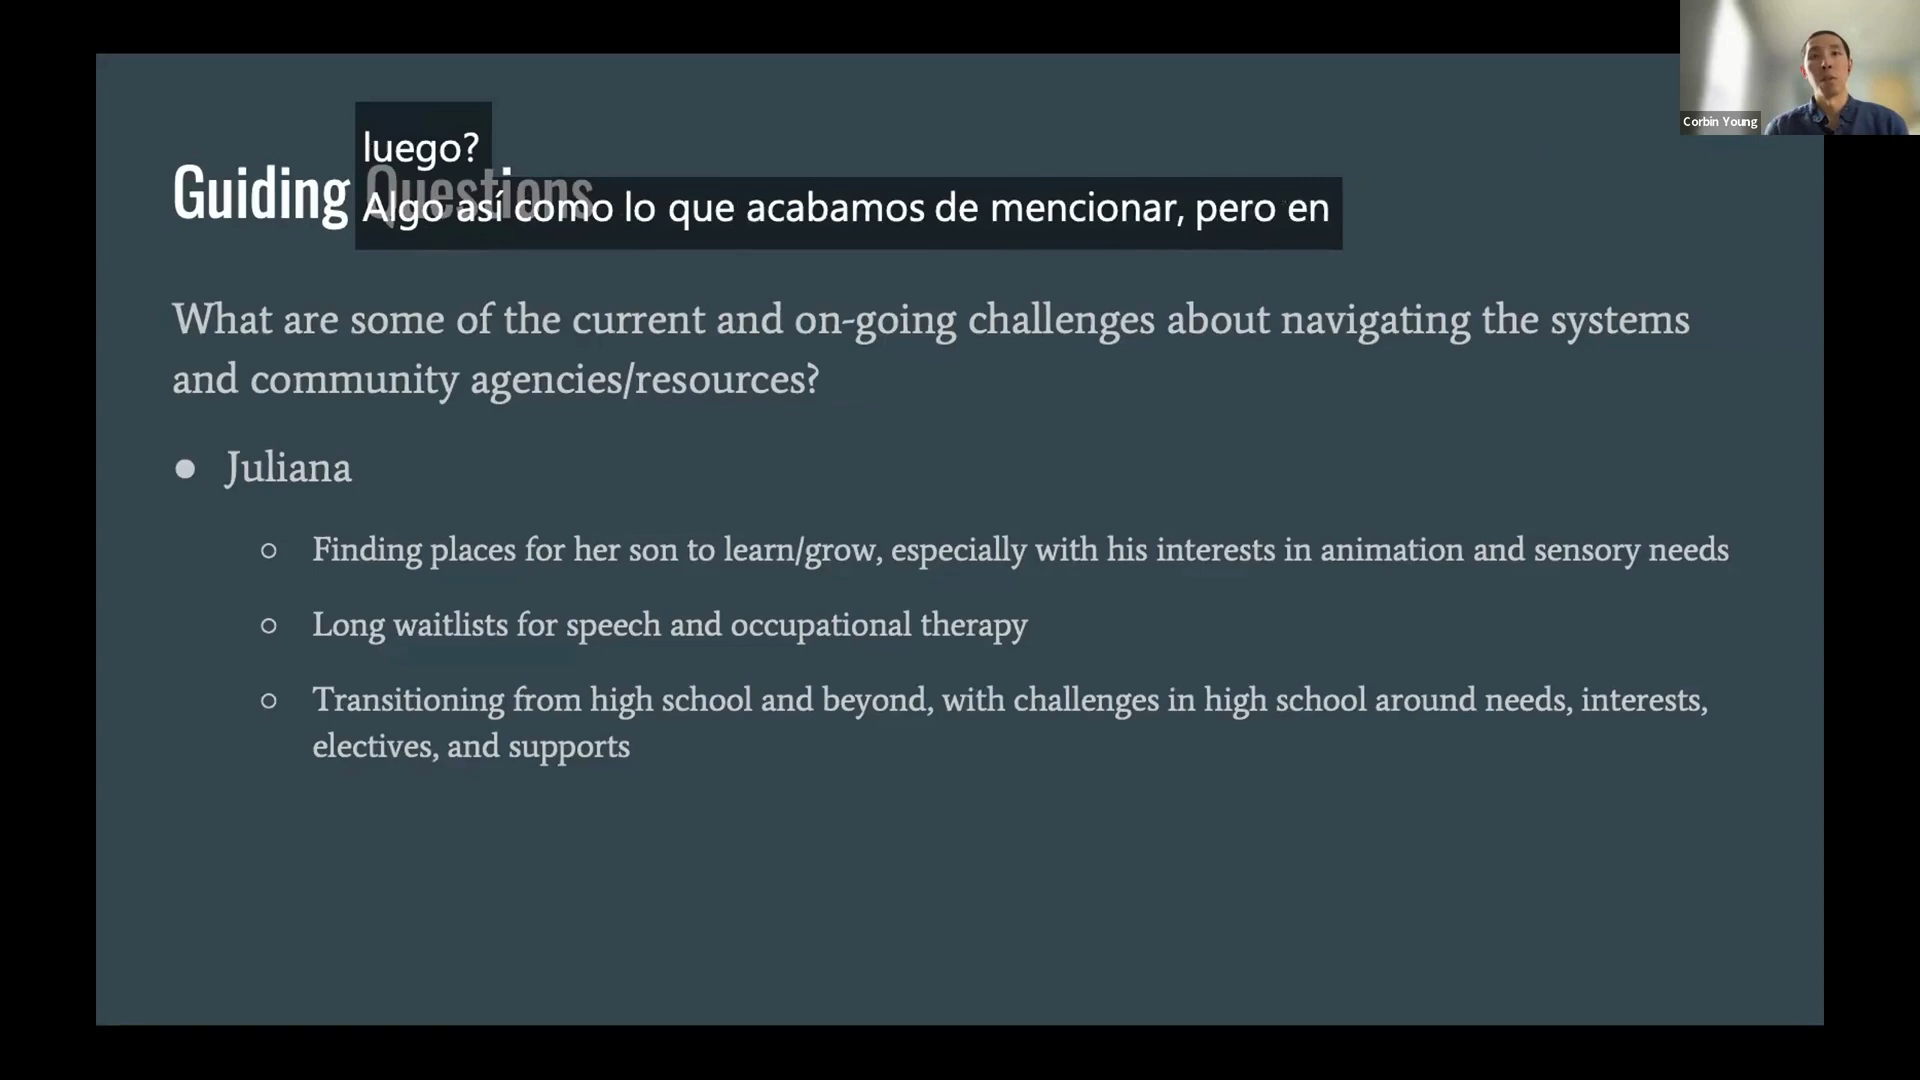 Corbin Young
luego?
Guiding Questions
Algo así como lo que acabamos de mencionar, pero en
What are some of the current and on-going challenges about navigating the systems
and community agencies/resources?
● Juliana
○ Finding places for her son to learn/grow, especially with his interests in animation and sensory needs
○ Long waitlists for speech and occupational therapy
○ Transitioning from high school and beyond, with challenges in high school around needs, interests,
electives, and supports